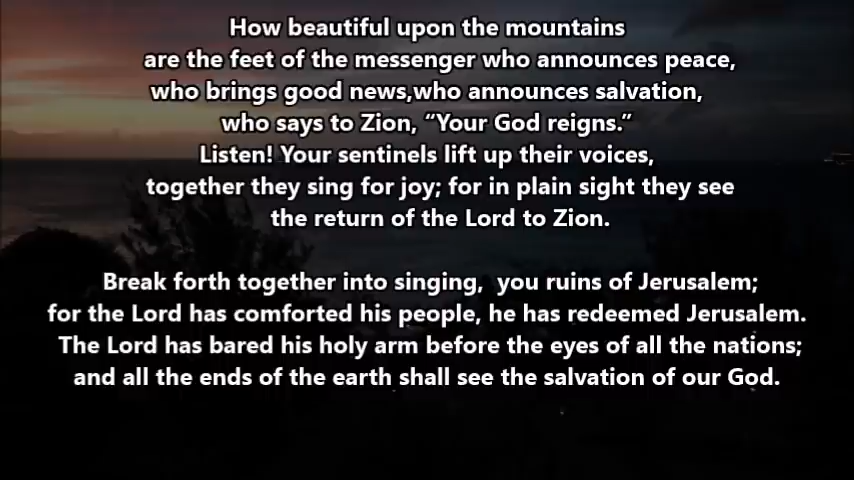 How beautiful upon the mountains
are the feet of the messenger who announces peace,
who brings good news,who announces salvation,
who says to Zion, “Your God reigns.”
Listen! Your sentinels lift up their voices,
together they sing for joy; for in plain sight they see
the return of the Lord to Zion.
Break forth together into singing,  you ruins of Jerusalem;
for the Lord has comforted his people, he has redeemed Jerusalem.
The Lord has bared his holy arm before the eyes of all the nations;
and all the ends of the earth shall see the salvation of our God.